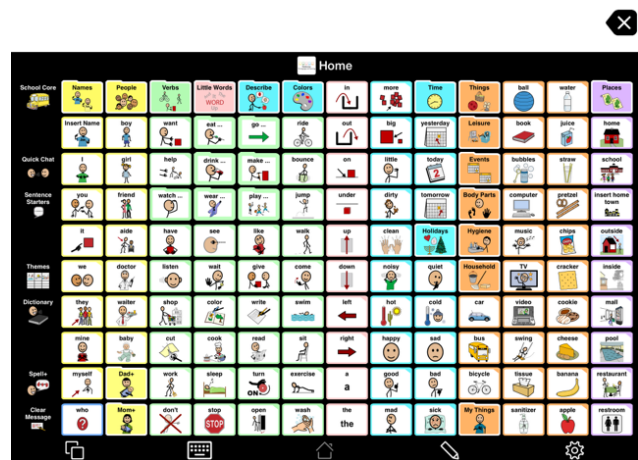 Home
School Core Names People Verbs Little Words Describe Colors in more Time Things ball water Places
WORD
Insert Name boy want eat ... go ... ride out big yesterday Leisure book juice home
Quick Chat I girl help drink ... make ... bounce on little today Events bubbles straw school
2
Sentence Starters you friend watch ... wear ... play ... jump under dirty tomorrow Body Parts computer pretzel insert home town
it aide have see like walk up clean Holidays Hygiene music chips outside
Themes we doctor listen wait give come down noisy quiet Household TV cracker inside
Dictionary they waiter shop color write swim left hot cold car video cookie mall
mine baby cut cook read sit right happy sad bus swing cheese pool
Spell+ myself Dad+ work sleep turn exercise a good bad bicycle tissue banana restaurant
ON a
Clear Message who Mom+ don't stop open wash the mad sick My Things sanitizer apple restroom
STOP the